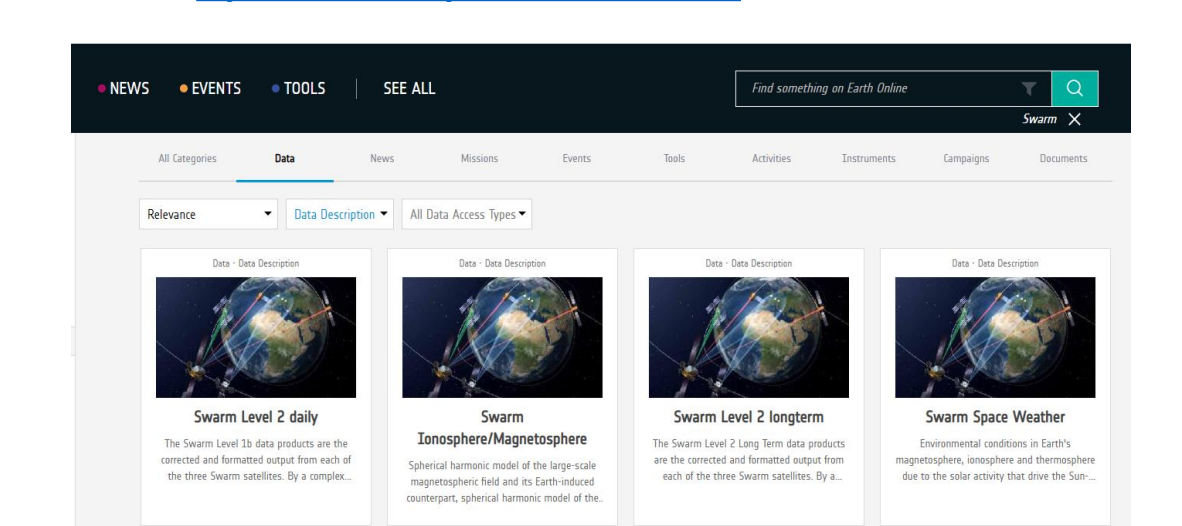 NEWS EVENTS TOOLS SEE ALL Find something on Earth Online
Swarm X
All Categories Data News Missions Events Tools Activities Instruments Campaigns Documents
Relevance Data Description All Data Access Types
Data · Data Description
Swarm Level 2 daily
The Swarm Level 1b data products are the
corrected and formatted output from each of
the three Swarm satellites. By a complex...
Data · Data Description
Swarm
Ionosphere/Magnetosphere
Spherical harmonic model of the large-scale
magnetospheric field and its Earth-induced
counterpart, spherical harmonic model of the..
Data · Data Description
Swarm Level 2 longterm
The Swarm Level 2 Long Term data products
are the corrected and formatted output from
each of the three Swarm satellites. By a...
Data · Data Description
Swarm Space Weather
Environmental conditions in Earth's
magnetosphere, ionosphere and thermosphere
due to the solar activity that drive the Sun-...